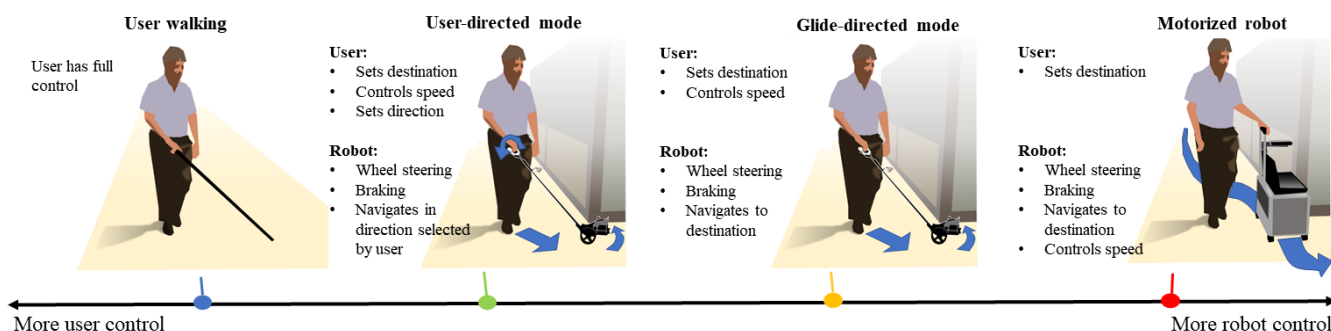 User walking
User has full
control
User-directed mode
User:
• Sets destination
• Controls speed
• Sets direction
Robot:
• Wheel steering
• Braking
• Navigates in
direction selected
by user
Glide-directed mode
User:
• Sets destination
• Controls speed
Robot:
• Wheel steering
• Braking
• Navigates to
destination
Motorized robot
User:
• Sets destination
Robot:
• Wheel steering
• Braking
• Navigates to
destination
• Controls speed
More user control
More robot control